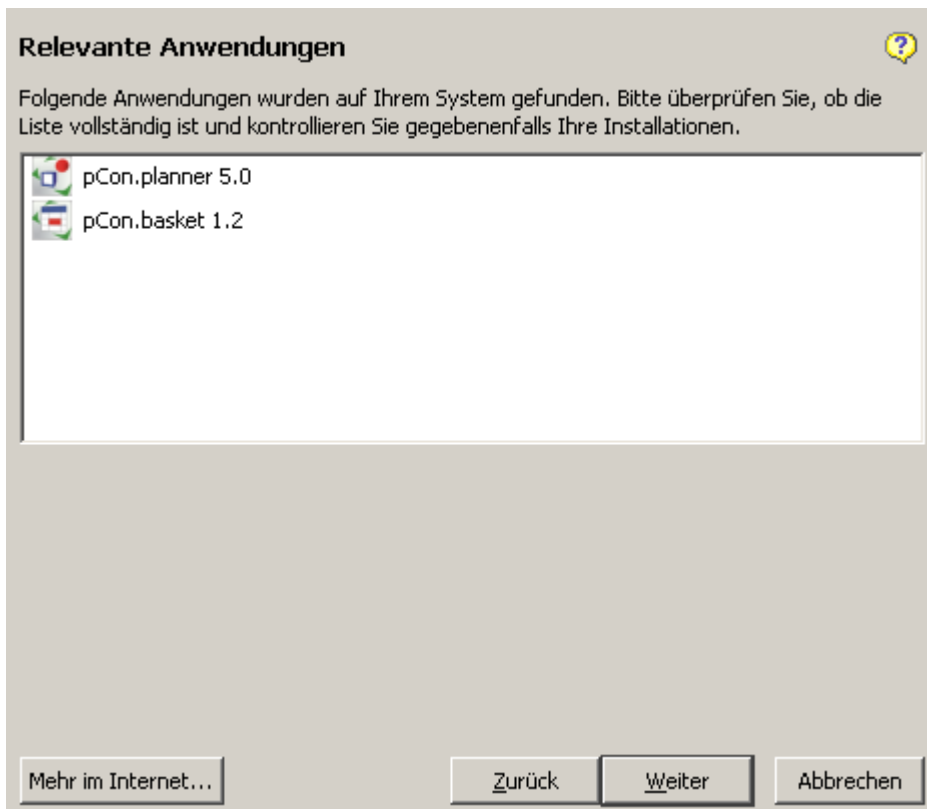 Relevante Anwendungen
Folgende Anwendungen wurden auf Ihrem System gefunden. Bitte überprüfen Sie, ob die
Liste vollständig ist und kontrollieren Sie gegebenenfalls Ihre Installationen.
pCon.planner 5.0
pCon.basket 1.2
Mehr im Internet... Zurück Weiter Abbrechen